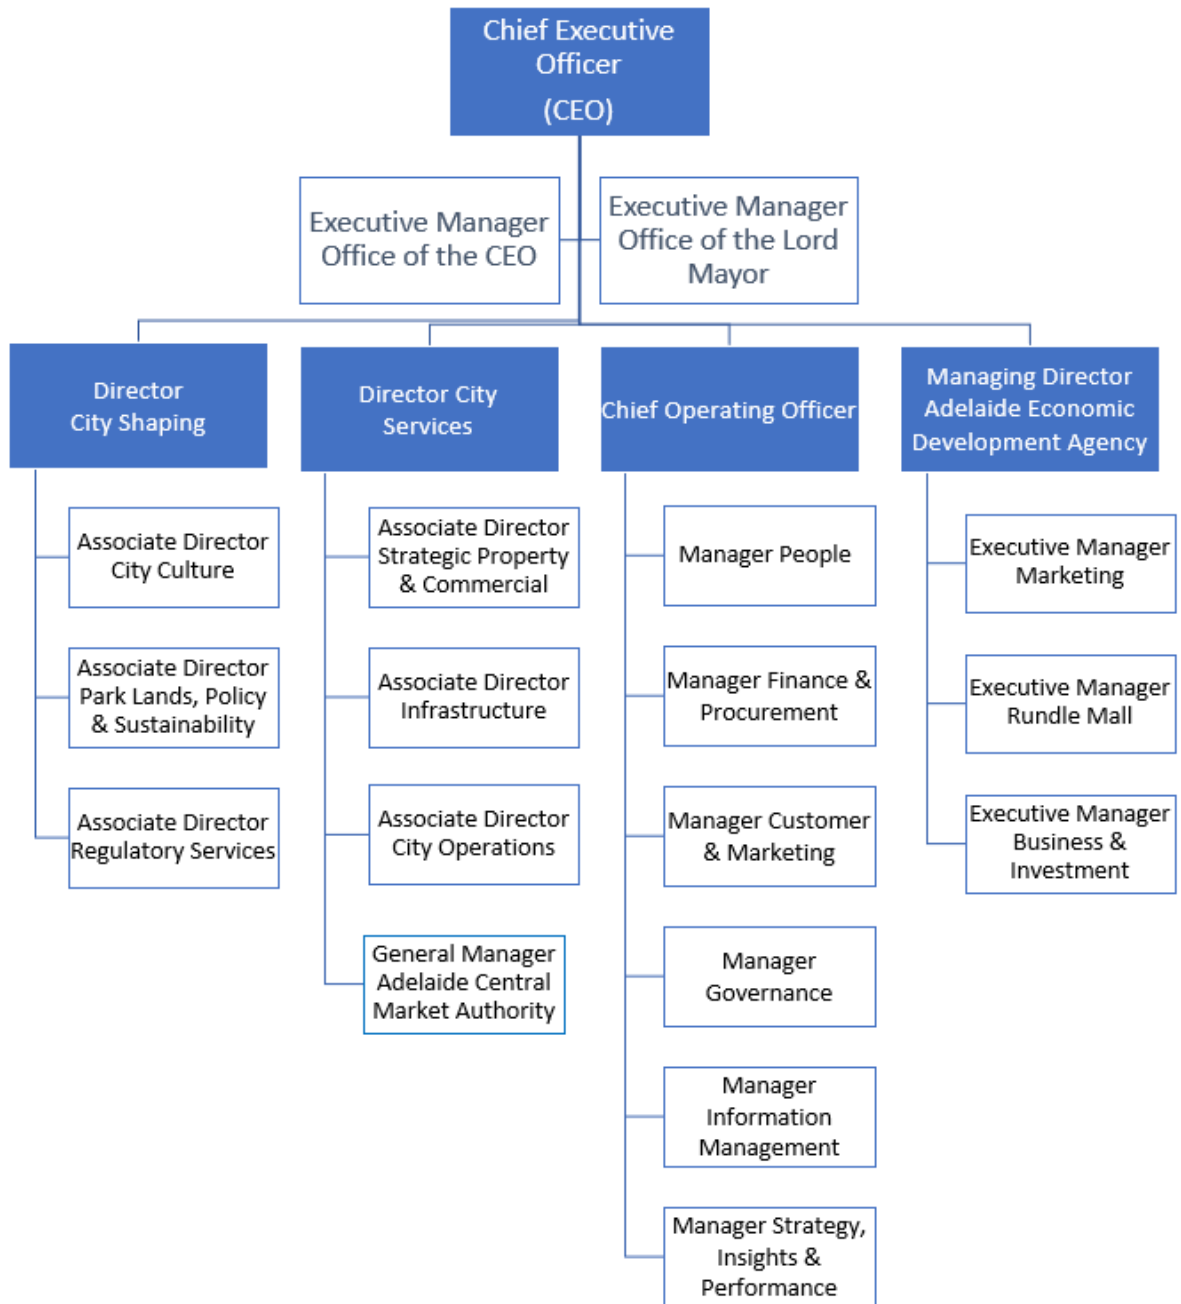 Chief Executive
Officer
(CEO)
Executive Manager
Office of the CEO
Executive Manager
Office of the Lord
Mayor
Director
City Shaping
Director City
Services
Chief Operating Officer
Managing Director
Adelaide Economic
Development Agency
Associate Director
City Culture
Associate Director
Park Lands, Policy
& Sustainability
Associate Director
Regulatory Services
Associate Director
Strategic Property
& Commercial
Associate Director
Infrastructure
Associate Director
City Operations
General Manager
Adelaide Central
Market Authority
Manager People
Manager Finance &
Procurement
Manager Customer
& Marketing
Manager
Governance
Manager
Information
Management
Manager Strategy,
Insights &
Performance
Executive Manager
Marketing
Executive Manager
Rundle Mall
Executive Manager
Business &
Investment